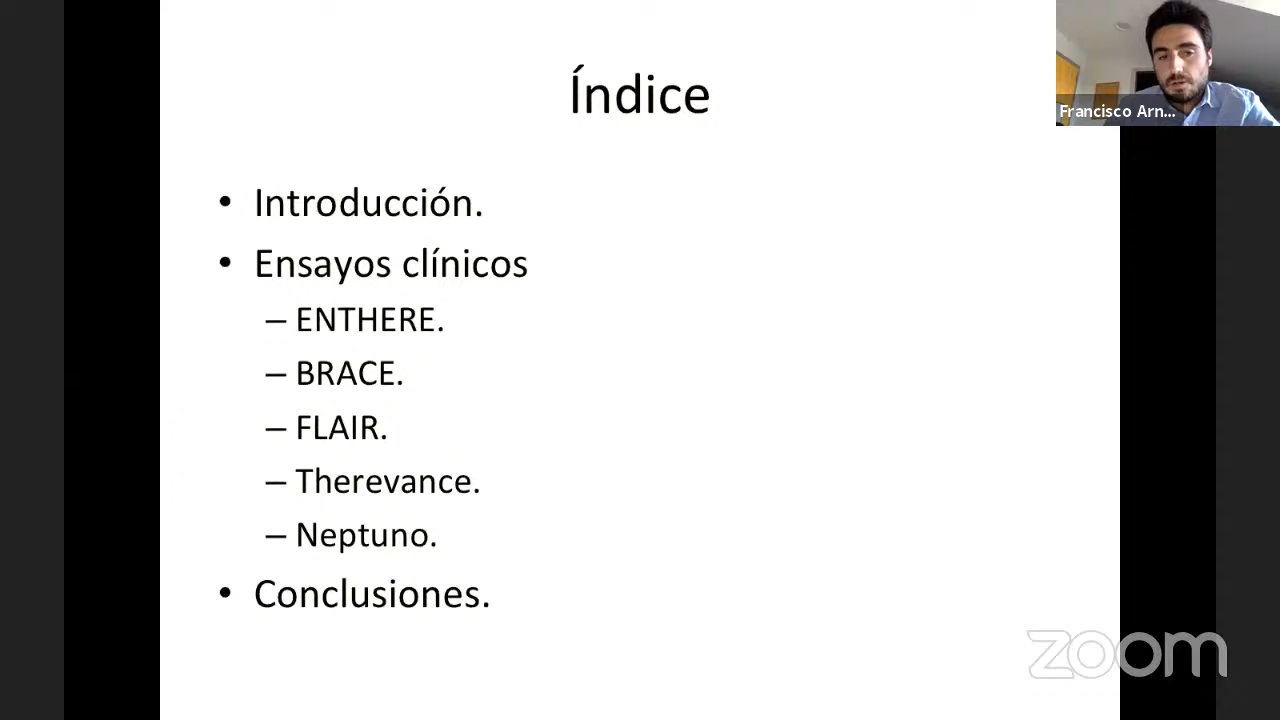 Índice
Francisco Arn...
• Introducción.
• Ensayos clínicos
– ENTHERE.
– BRACE.
– FLAIR.
– Therevance.
– Neptuno.
• Conclusiones.
zoom